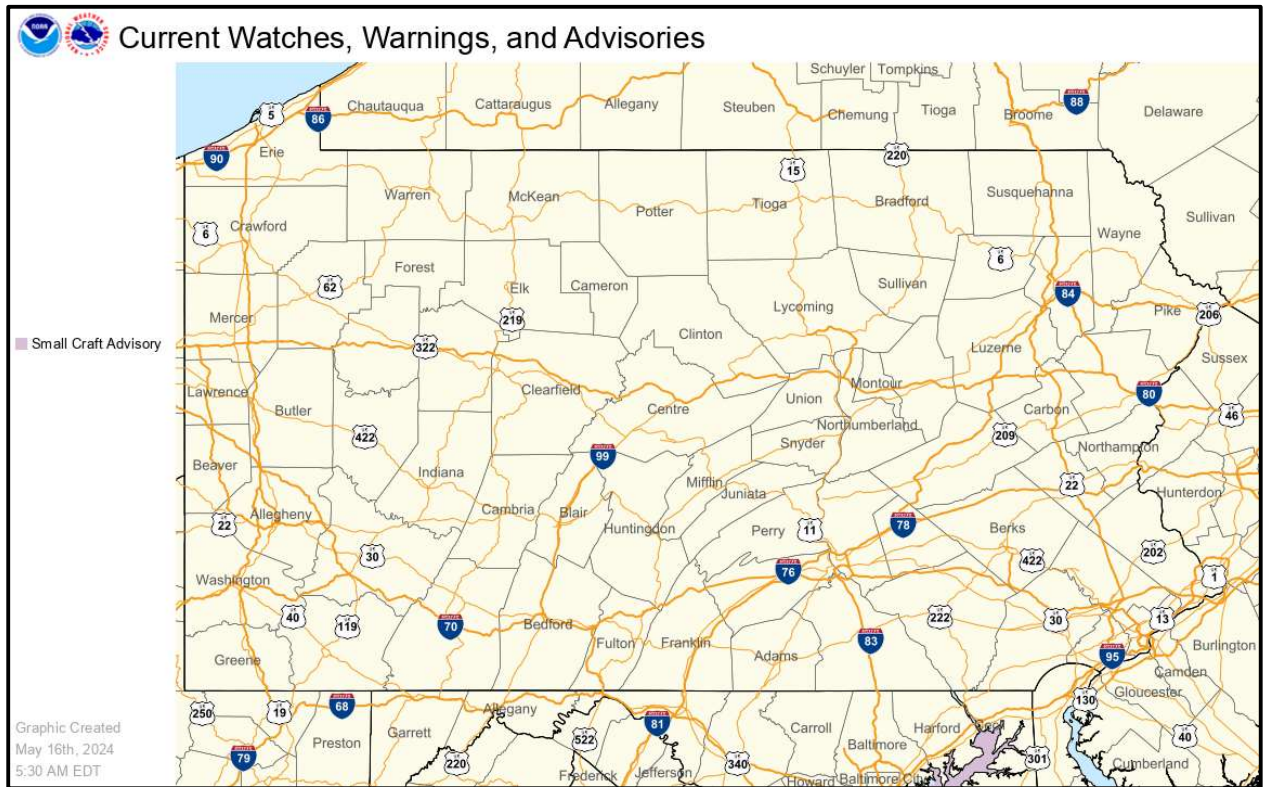 Current Watches, Warnings, and Advisories
NOAA
Schuyler Tompkins
Chautauqua Cattaraugus Allegany Steuben Chemung Tioga Broome 88 Delaware
5
86
90 Erie
220
15
Warren McKean Potter Tioga Bradford Susquehanna
Crawford Sullivan
6 Wayne
Forest 6
62 Elk Cameron Sullivan
84
Lycoming Pike
206
Mercer 219
322 Clinton
Small Craft Advisory
Luzerne Sussex
Lawrence Clearfield Montour
80
Butler Centre Union Carbon
46
Northumberland
422 209
Snyder Northampton
99
Beaver Indiana Mifflin
22
Juniata Hunterdon
Allegheny Cambria Blair
22 Huntingdon Perry 11 78 Berks
30 202
422
Washington 76 1
40 119 70 Bedford 222 30 13
Fulton Franklin 83
Adams Burlington
Greene 95
Camden
Gloucester
130
250 19 68 Allegany
81
Garrett Carroll Harford Cecil
Graphic Created
Preston 522 Baltimore 40
May 16th, 2024
79 220 340 301 Cumberland
5:30 AM EDT
Frederick Jefferson Howard Baltimore City